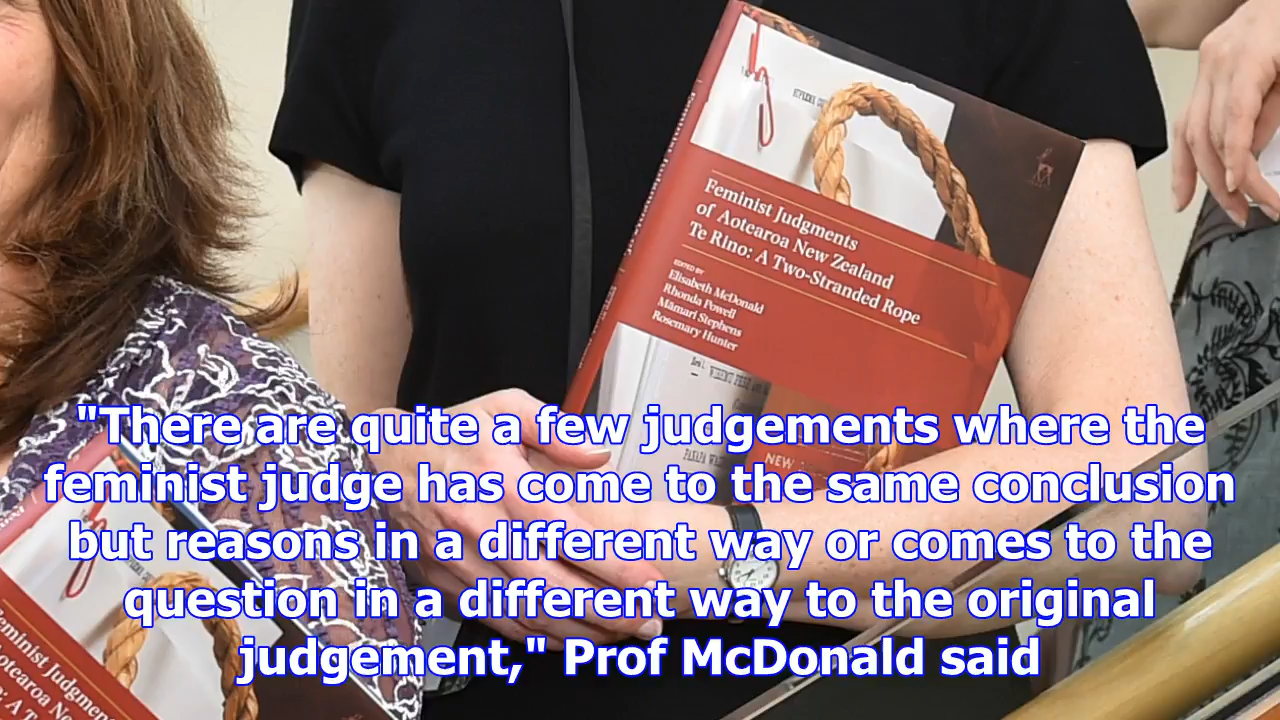 Feminist Judgments
of Aotearoa New Zealand
Te Rino: A Two-Stranded Rope
EDITED BY
Elisabeth McDonald
Rhonda Powell
Māmari Stephens
Rosemary Hunter
"There are quite a few judgements where the
feminist judge has come to the same conclusion
but reasons in a different way or comes to the
question in a different way to the original
judgement," Prof McDonald said